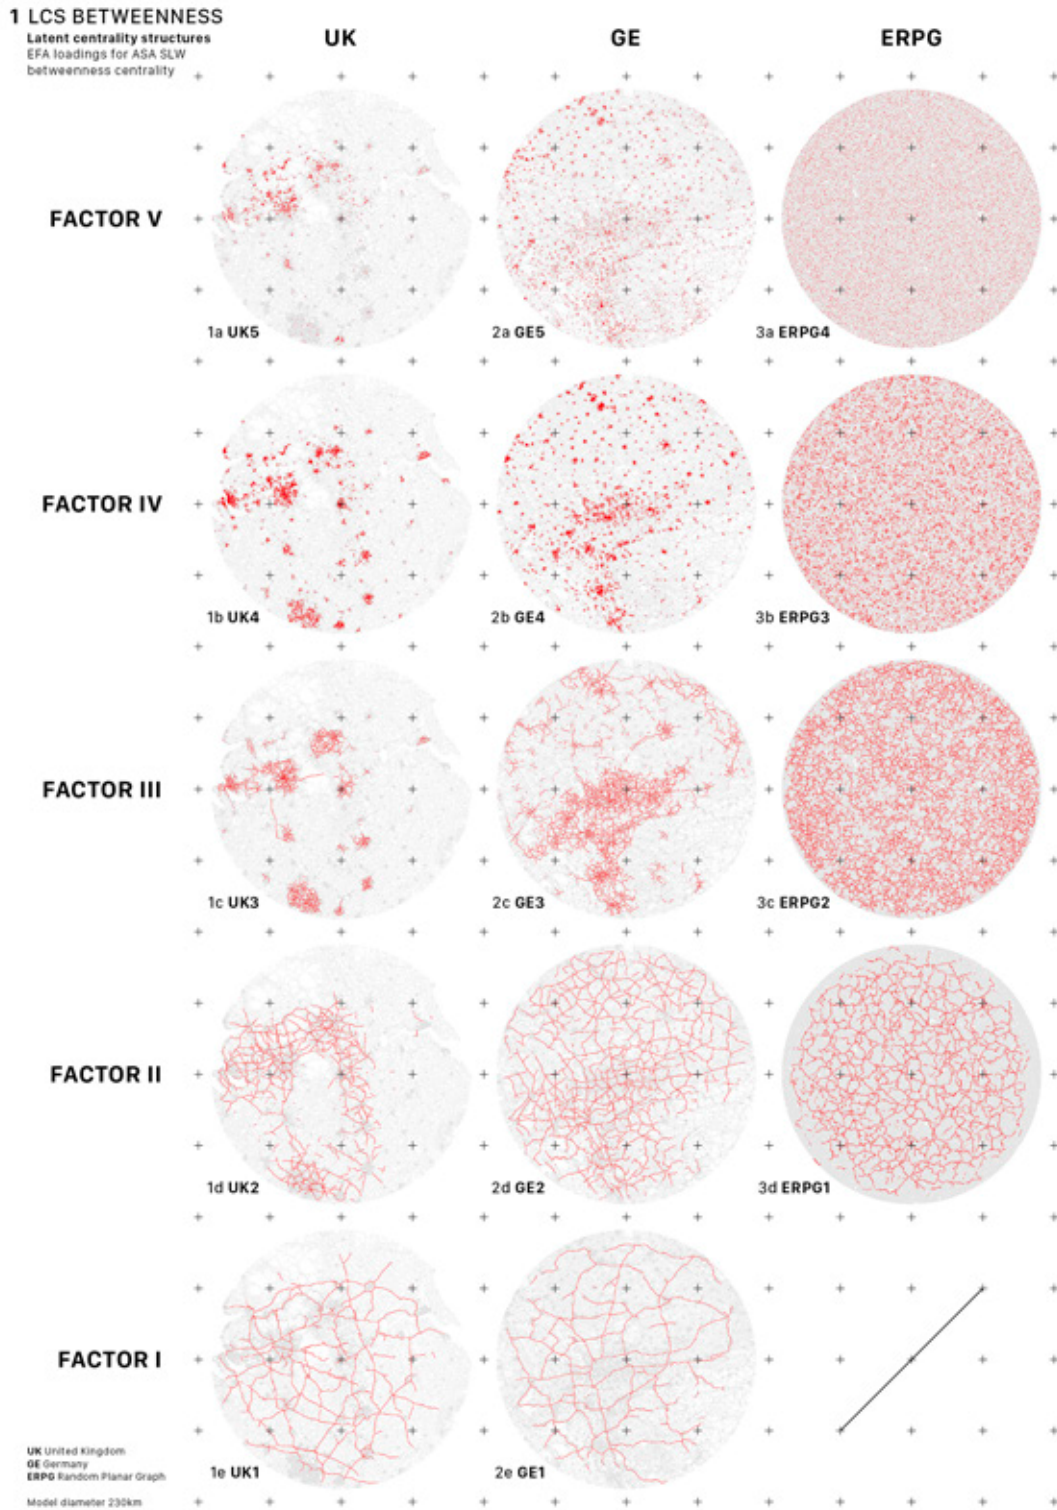 1 LCS BETWEENNESS
Latent centrality structures
EFA loadings for ASA SLW
betweenness centrality
UK GE ERPG
FACTOR V
1a UK5 2a GE5 3a ERPG4
FACTOR IV
1b UK4 2b GE4 3b ERPG3
FACTOR III
1c UK3 2c GE3 3c ERPG2
FACTOR II
1d UK2 2d GE2 3d ERPG1
FACTOR I
1e UK1 2e GE1
UK United Kingdom
GE Germany
ERPG Random Planar Graph
Model diameter 230km